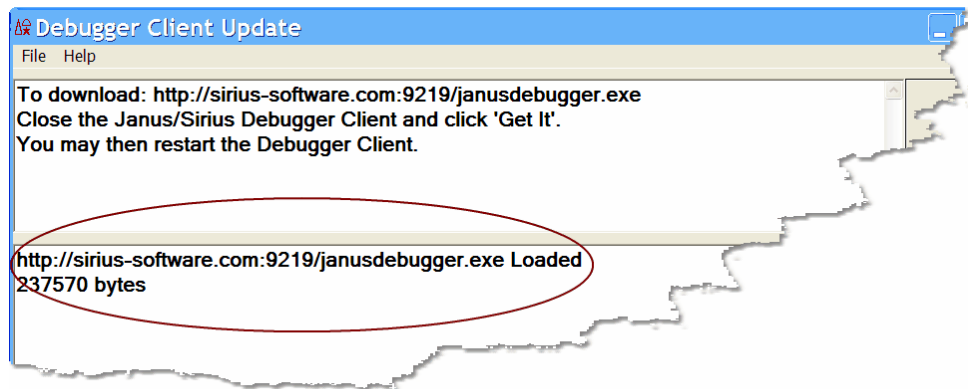 Debugger Client Update
File Help
To download: http://sirius-software.com:9219/janusdebugger.exe
Close the Janus/Sirius Debugger Client and click 'Get It'.
You may then restart the Debugger Client.
http://sirius-software.com:9219/janusdebugger.exe Loaded
237570 bytes